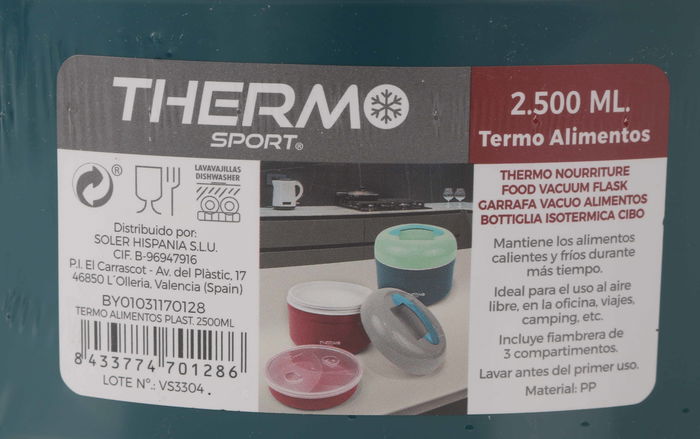 THERMO
SPORT®
2.500 ML.
Termo Alimentos
THERMO NOURRITURE
FOOD VACUUM FLASK
GARRAFA VACUO ALIMENTOS
BOTTIGLIA ISOTERMICA CIBO
Mantiene los alimentos
calientes y fríos durante
más tiempo.
Ideal para el uso al aire
libre, en la oficina, viajes,
camping, etc.
Incluye fiambrera de
3 compartimentos.
Lavar antes del primer uso.
Material: PP
®
LAVAVAJILLAS
DISHWASHER
Distribuido por:
SOLER HISPANIA S.L.U.
CIF. B-96947916
P.I. El Carrascot - Av. del Plàstic, 17
46850 L´Olleria, Valencia (Spain)
BY01031170128
TERMO ALIMENTOS PLAST. 2500ML
8 433774 701286
LOTE Nº.: VS3304
THERMO